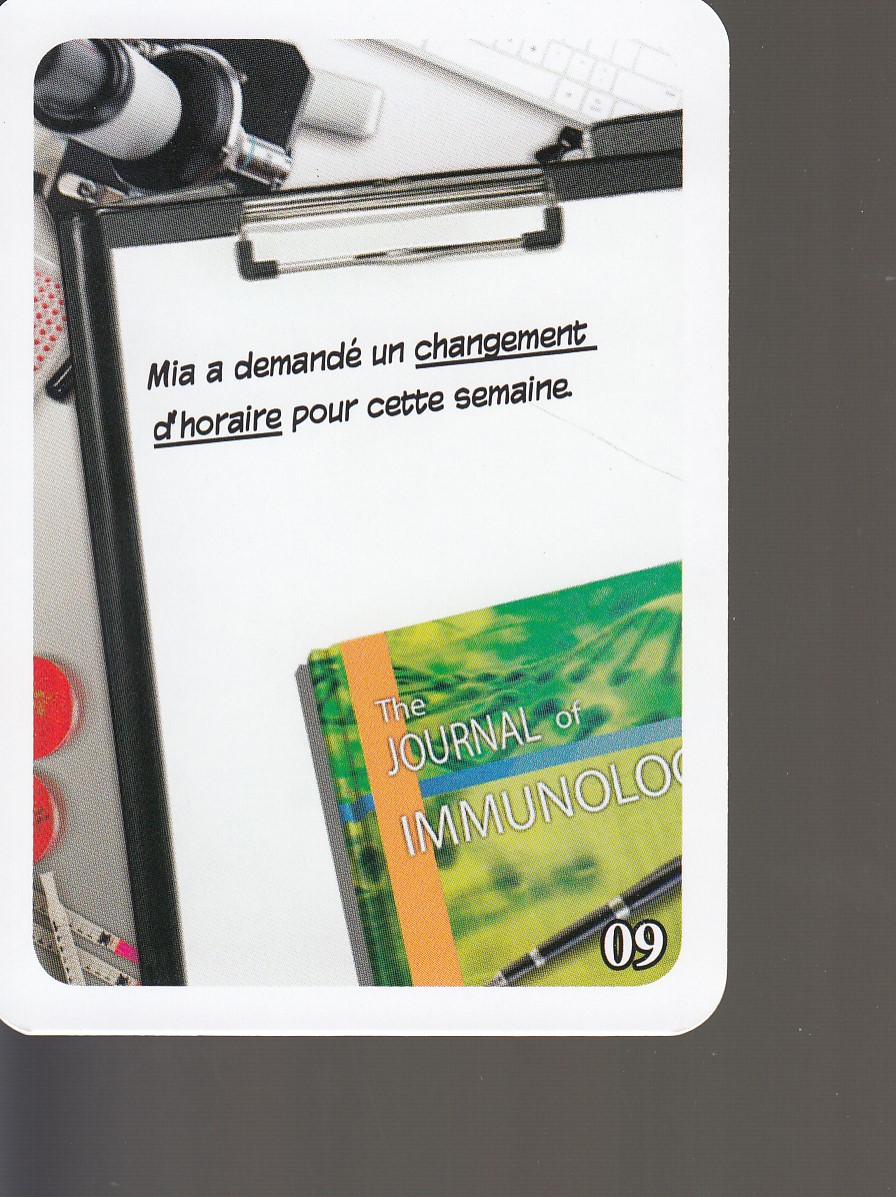 Mia a demandé un changement
d'horaire pour cette semaine.
The
JOURNAL of
IMMUNOLOG
09